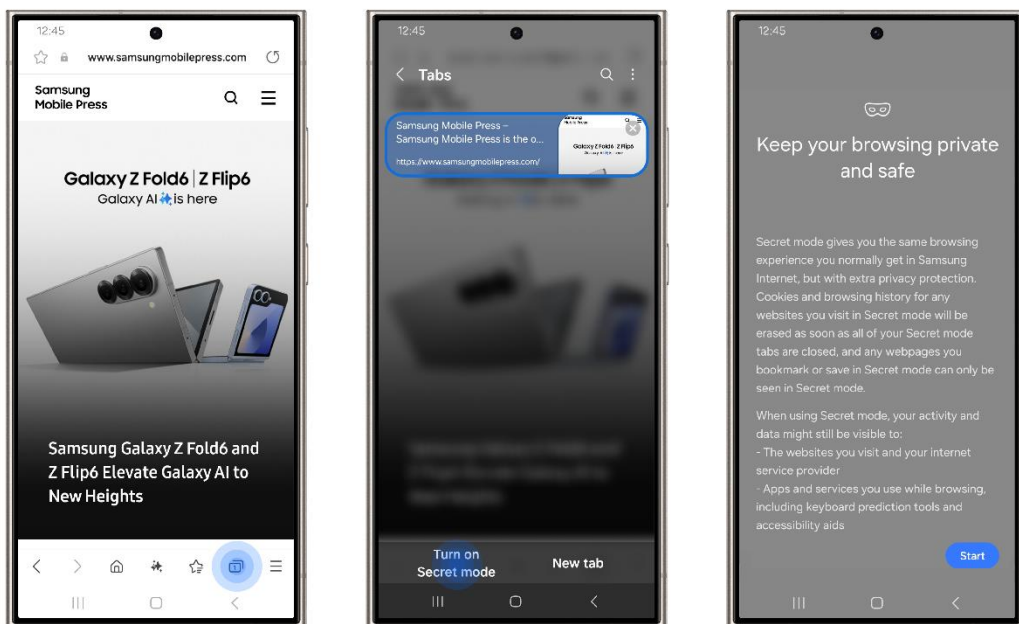 12:45
www.samsungmobilepress.com
Samsung
Mobile Press
Galaxy Z Fold6 | Z Flip6
Galaxy AI is here
Samsung Galaxy Z Fold6 and
Z Flip6 Elevate Galaxy AI to
New Heights
12:45
Tabs
Samsung Mobile Press –
Samsung Mobile Press is the o...
https://www.samsungmobilepress.com/
Samsung
Mobile Press
Galaxy Z Fold6 | Z Flip6
Galaxy AI is here
Turn on
Secret mode
New tab
12:45
Keep your browsing private
and safe
Secret mode gives you the same browsing
experience you normally get in Samsung
Internet, but with extra privacy protection.
Cookies and browsing history for any
websites you visit in Secret mode will be
erased as soon as all of your Secret mode
tabs are closed, and any webpages you
bookmark or save in Secret mode can only be
seen in Secret mode.
When using Secret mode, your activity and
data might still be visible to:
- The websites you visit and your internet
service provider
- Apps and services you use while browsing,
including keyboard prediction tools and
accessibility aids
Start